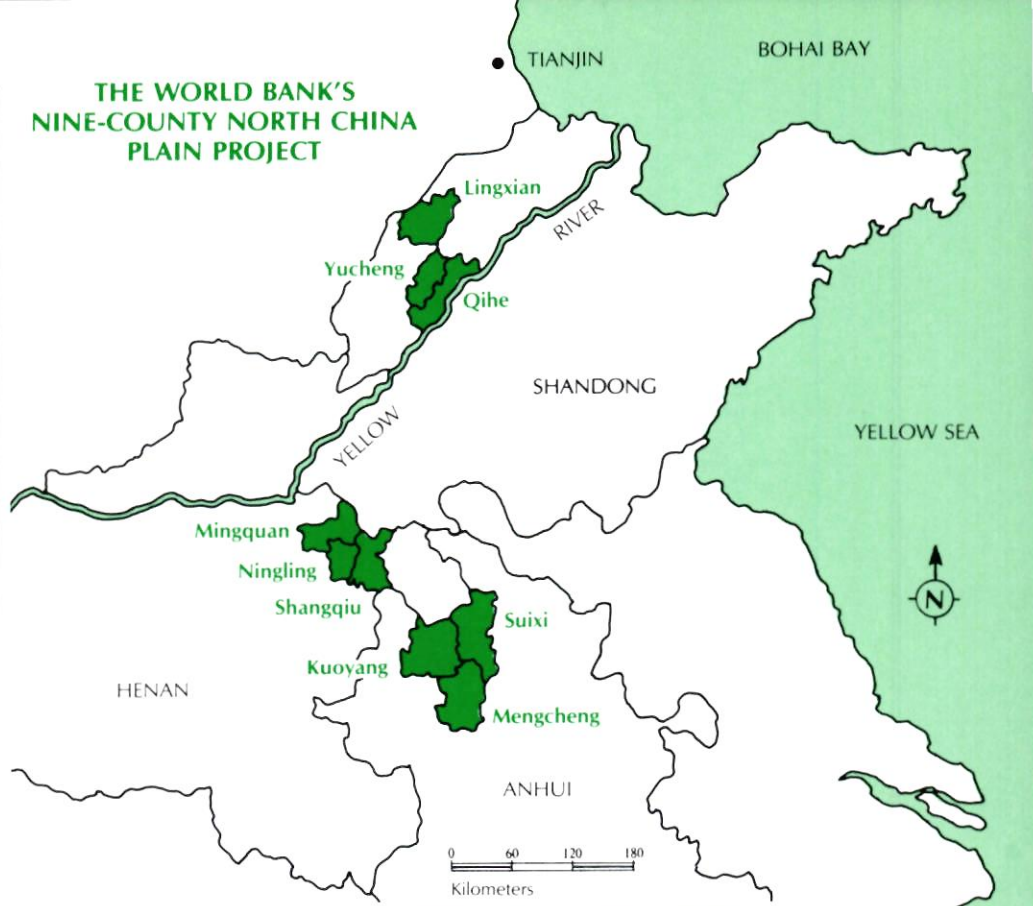 THE WORLD BANK'S
NINE-COUNTY NORTH CHINA
PLAIN PROJECT
TIANJIN
BOHAI BAY
Lingxian
RIVER
Yucheng
Qihe
SHANDONG
YELLOW
YELLOW SEA
Mingquan
Ningling
Shangqiu
Suixi
Kuoyang
HENAN
Mengcheng
N
ANHUI
0 60 120 180
Kilometers